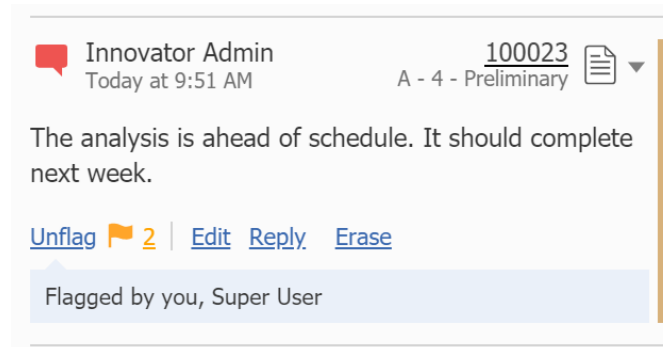 Innovator Admin 100023
Today at 9:51 AM A - 4 - Preliminary
The analysis is ahead of schedule. It should complete
next week.
Unflag 2 Edit Reply Erase
Flagged by you, Super User